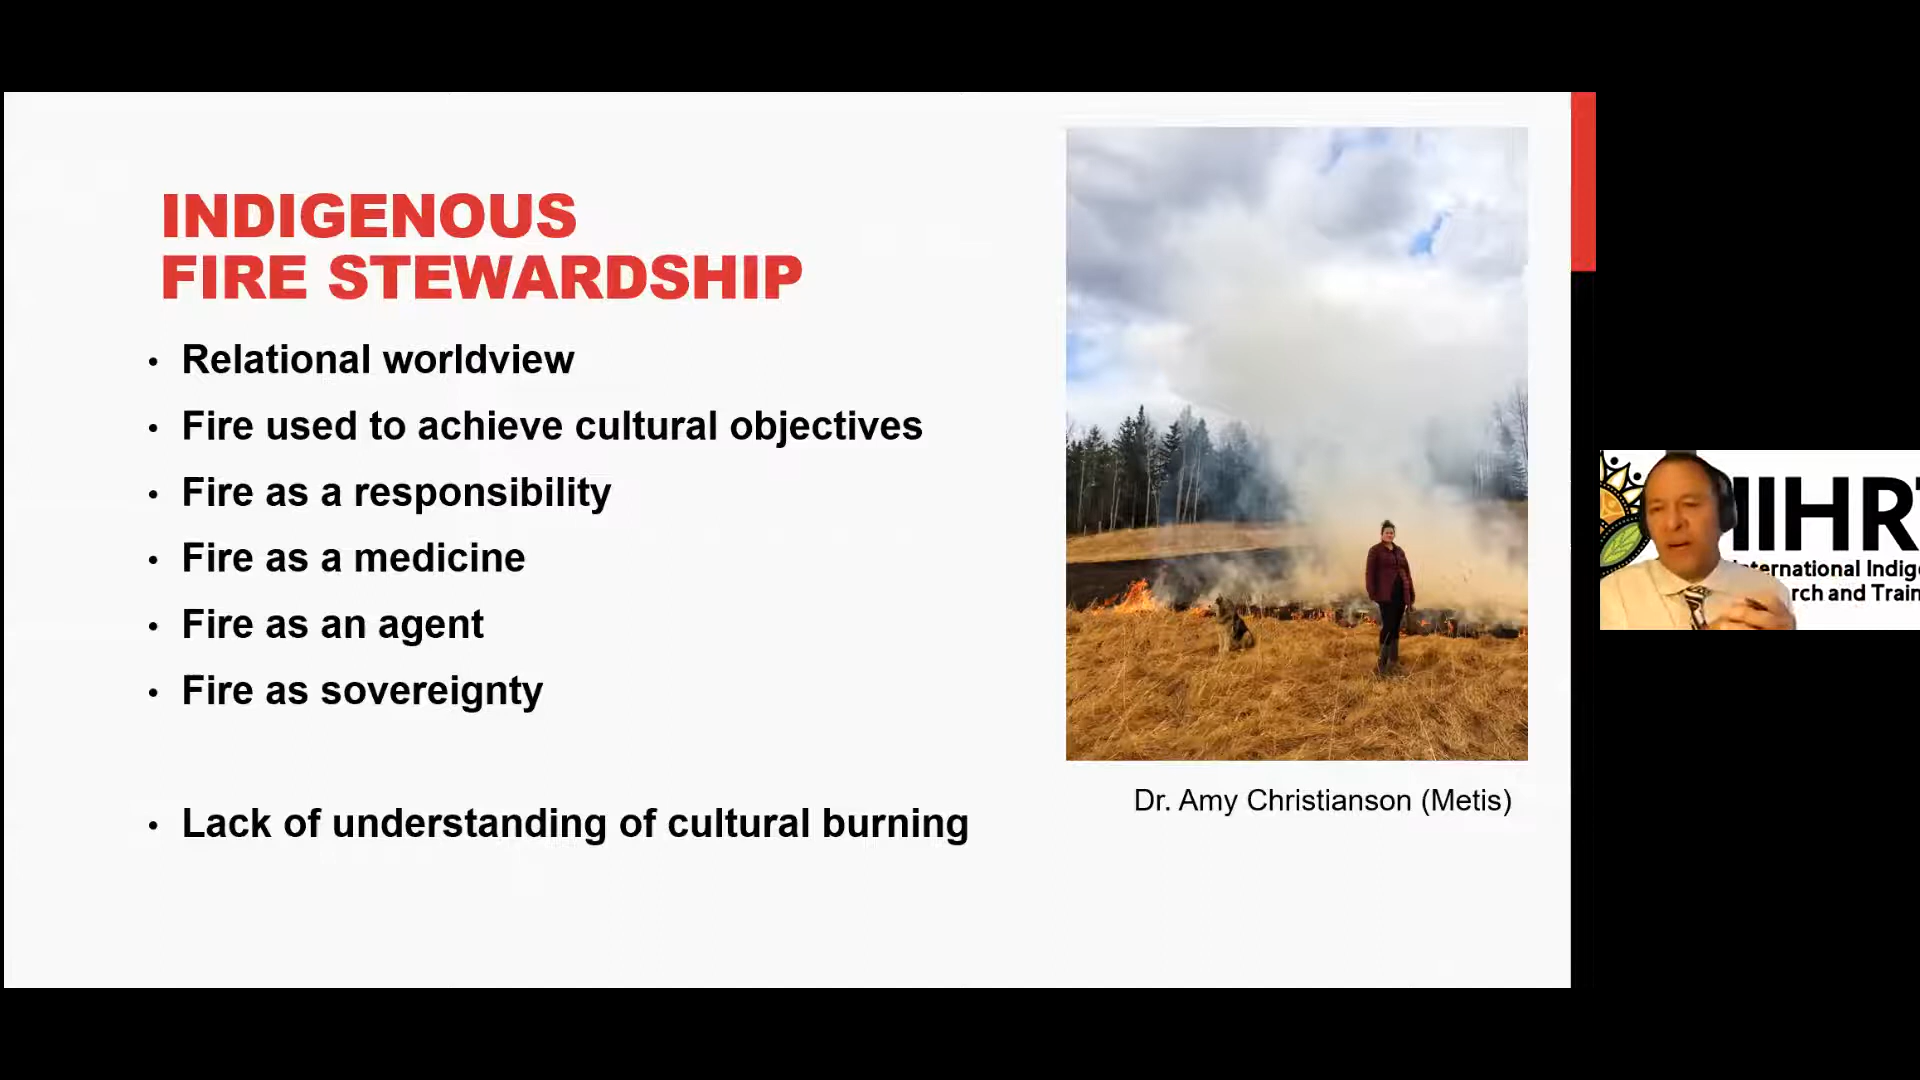 INDIGENOUS
FIRE STEWARDSHIP
• Relational worldview
• Fire used to achieve cultural objectives
• Fire as a responsibility
• Fire as a medicine
• Fire as an agent
• Fire as sovereignty
• Lack of understanding of cultural burning
Dr. Amy Christianson (Metis)